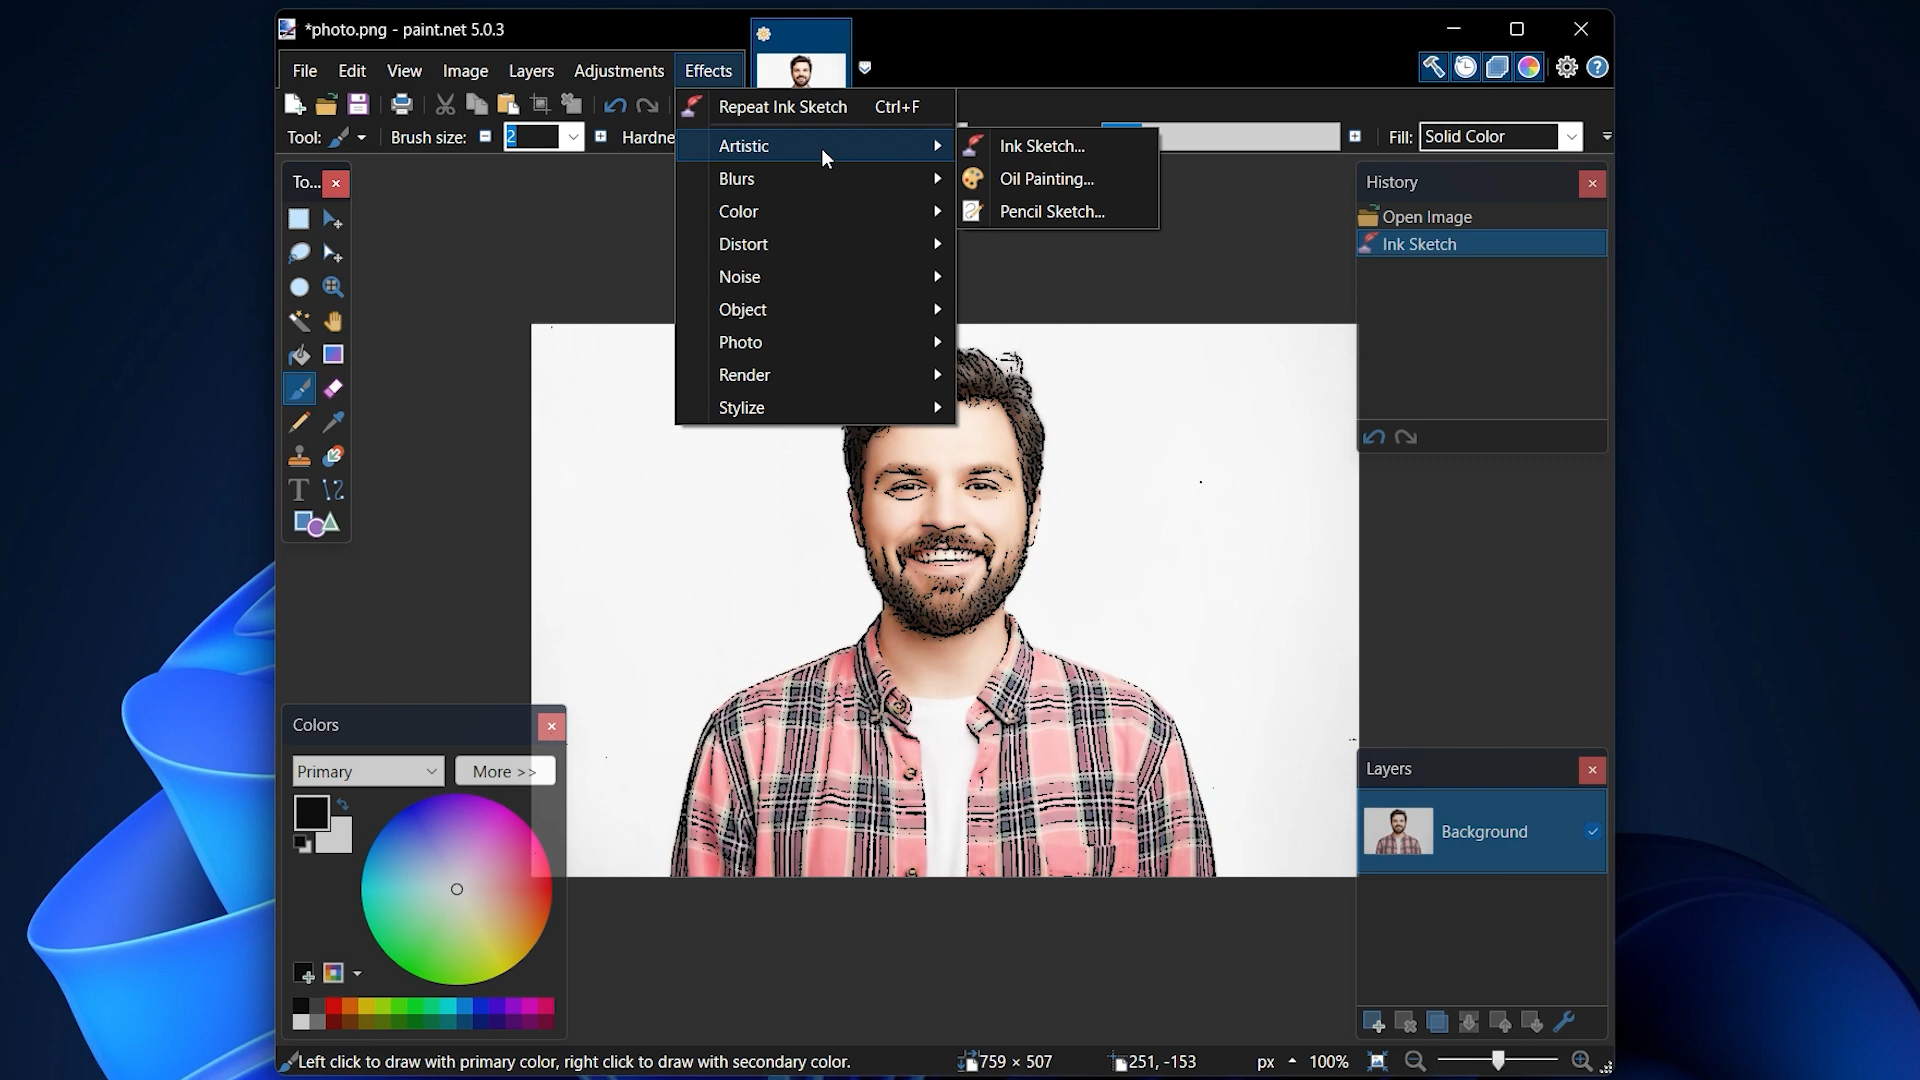 *photo.png - paint.net 5.0.3
File Edit View Image Layers Adjustments Effects
Repeat Ink Sketch Ctrl+F
Tool: Brush size: 2 Hardne
Fill: Solid Color
Artistic
Blurs
Color
Distort
Noise
Object
Photo
Render
Stylize
Ink Sketch...
Oil Painting...
Pencil Sketch...
To...
History
Open Image
Ink Sketch
Colors
Primary
More >>
Layers
Background
Left click to draw with primary color, right click to draw with secondary color.
759 × 507
251, -153
px
100%